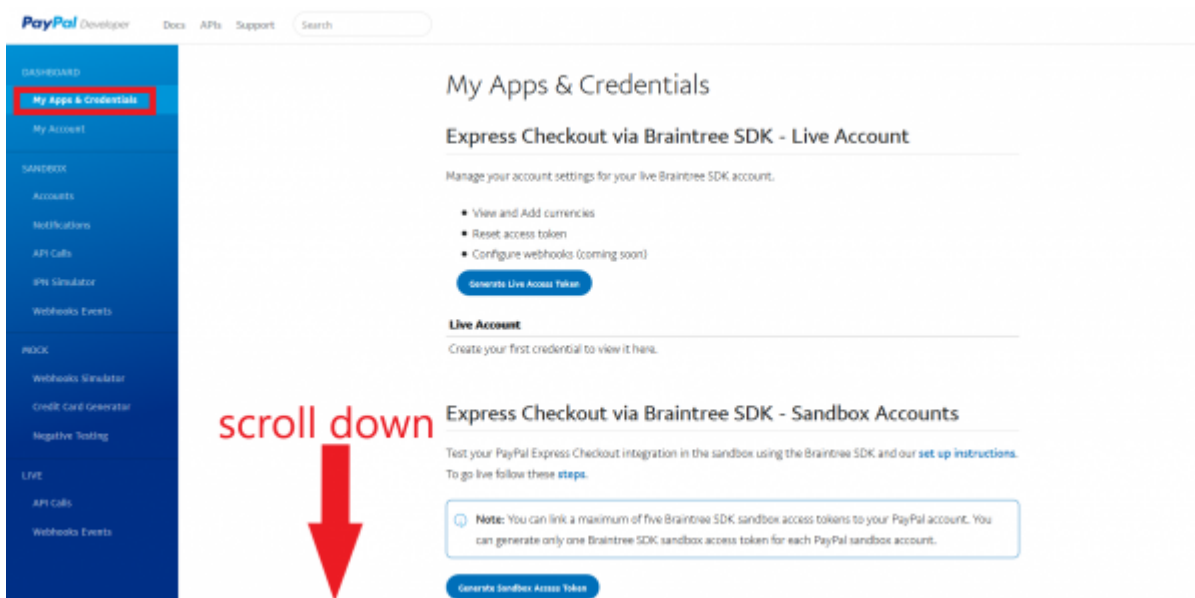 PayPal Developer Docs APIs Support Search
DASHBOARD
My Apps & Credentials
My Account
SANDBOX
Accounts
Notifications
API Calls
IPN Simulator
Webhooks Events
MOCK
Webhooks Simulator
Credit Card Generator
Negative Testing
LIVE
API Calls
Webhooks Events
scroll down
My Apps & Credentials
Express Checkout via Braintree SDK - Live Account
Manage your account settings for your live Braintree SDK account.
• View and Add currencies
• Reset access token
• Configure webhooks (coming soon)
Generate Live Access Token
Live Account
Create your first credential to view it here.
Express Checkout via Braintree SDK - Sandbox Accounts
Test your PayPal Express Checkout integration in the sandbox using the Braintree SDK and our set up instructions.
To go live follow these steps.
Note: You can link a maximum of five Braintree SDK sandbox access tokens to your PayPal account. You
can generate only one Braintree SDK sandbox access token for each PayPal sandbox account.
Generate Sandbox Access Token